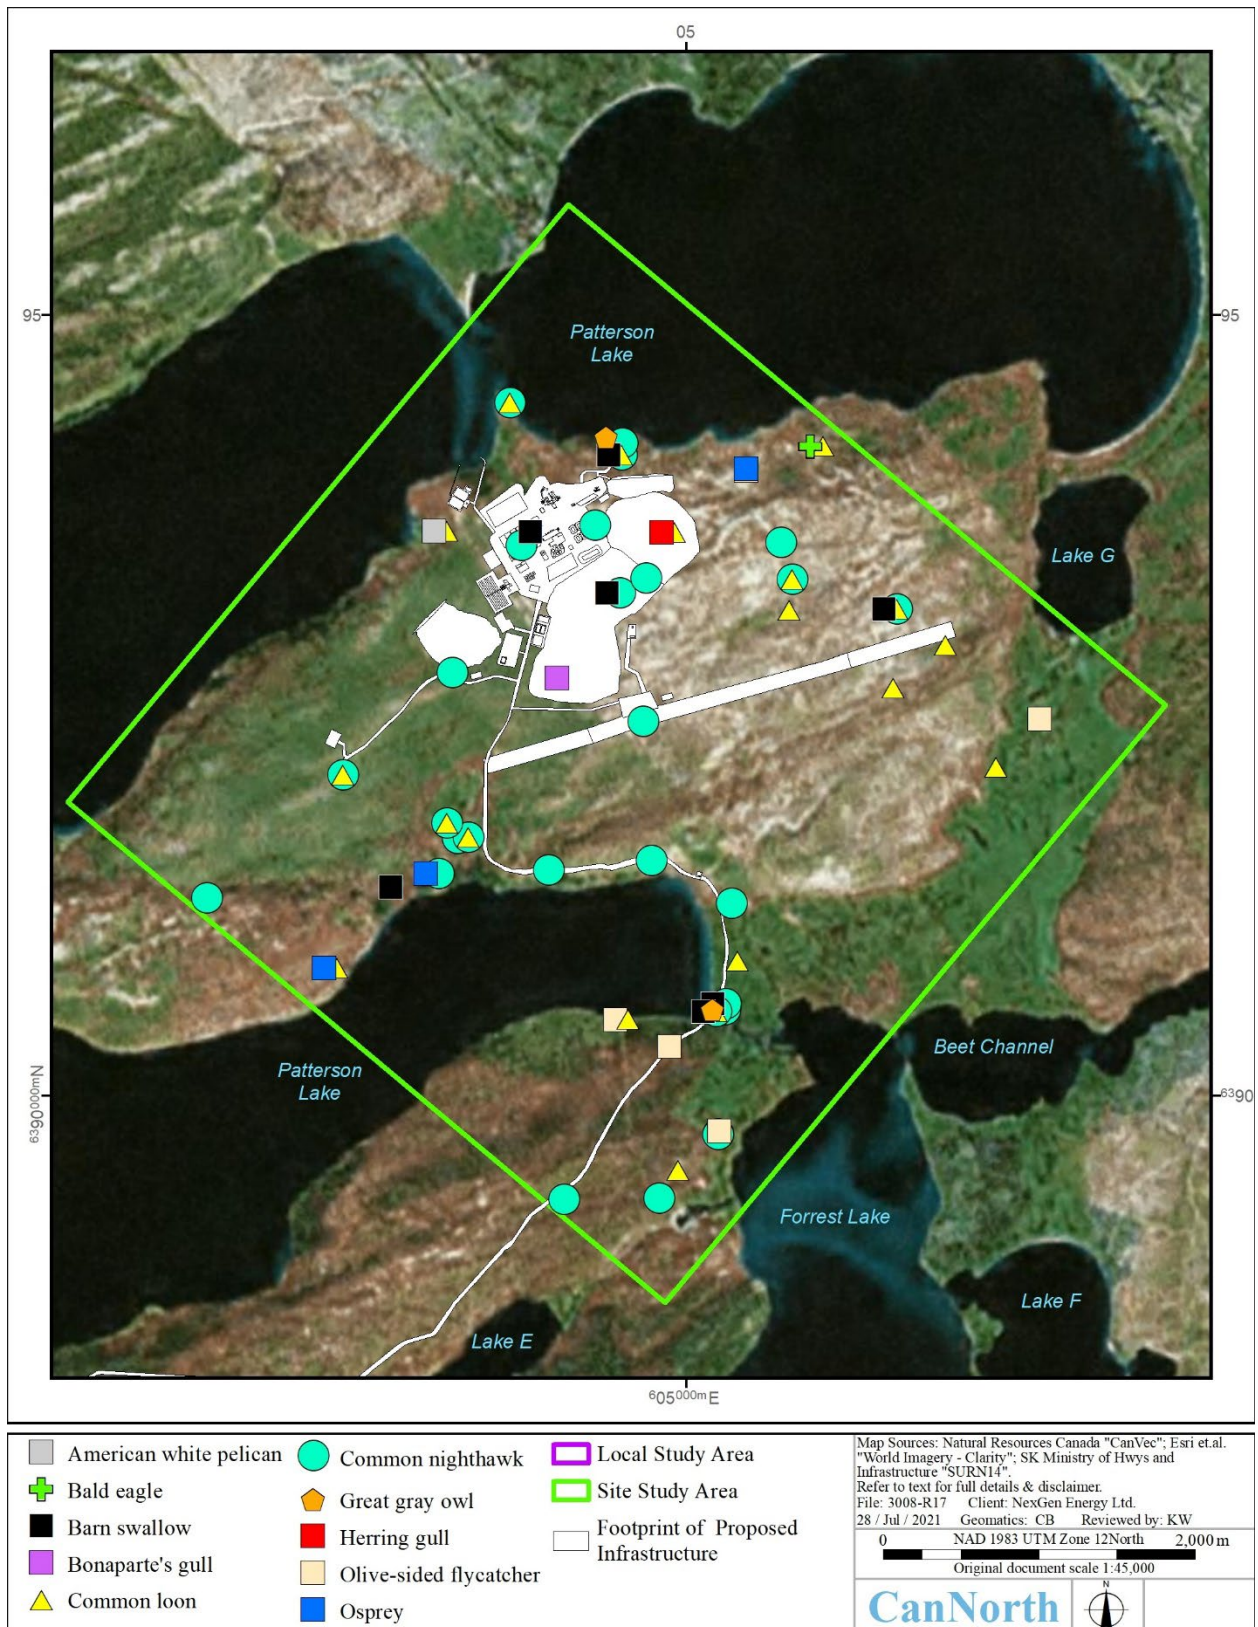 05
Patterson
Lake
95
95
Lake G
Beet Channel
Patterson
Lake
6390000mN
6390
Forrest Lake
Lake F
Lake E
605000mE
American white pelican
Bald eagle
Barn swallow
Bonaparte's gull
Common loon
Common nighthawk
Great gray owl
Herring gull
Olive-sided flycatcher
Osprey
Local Study Area
Site Study Area
Footprint of Proposed
Infrastructure
Map Sources: Natural Resources Canada "CanVec"; Esri et.al.
"World Imagery - Clarity"; SK Ministry of Hwys and
Infrastructure "SURN14".
Refer to text for full details & disclaimer.
File: 3008-R17 Client: NexGen Energy Ltd.
28 / Jul / 2021 Geomatics: CB Reviewed by: KW
0 NAD 1983 UTM Zone 12North 2,000 m
Original document scale 1:45,000
CanNorth
N